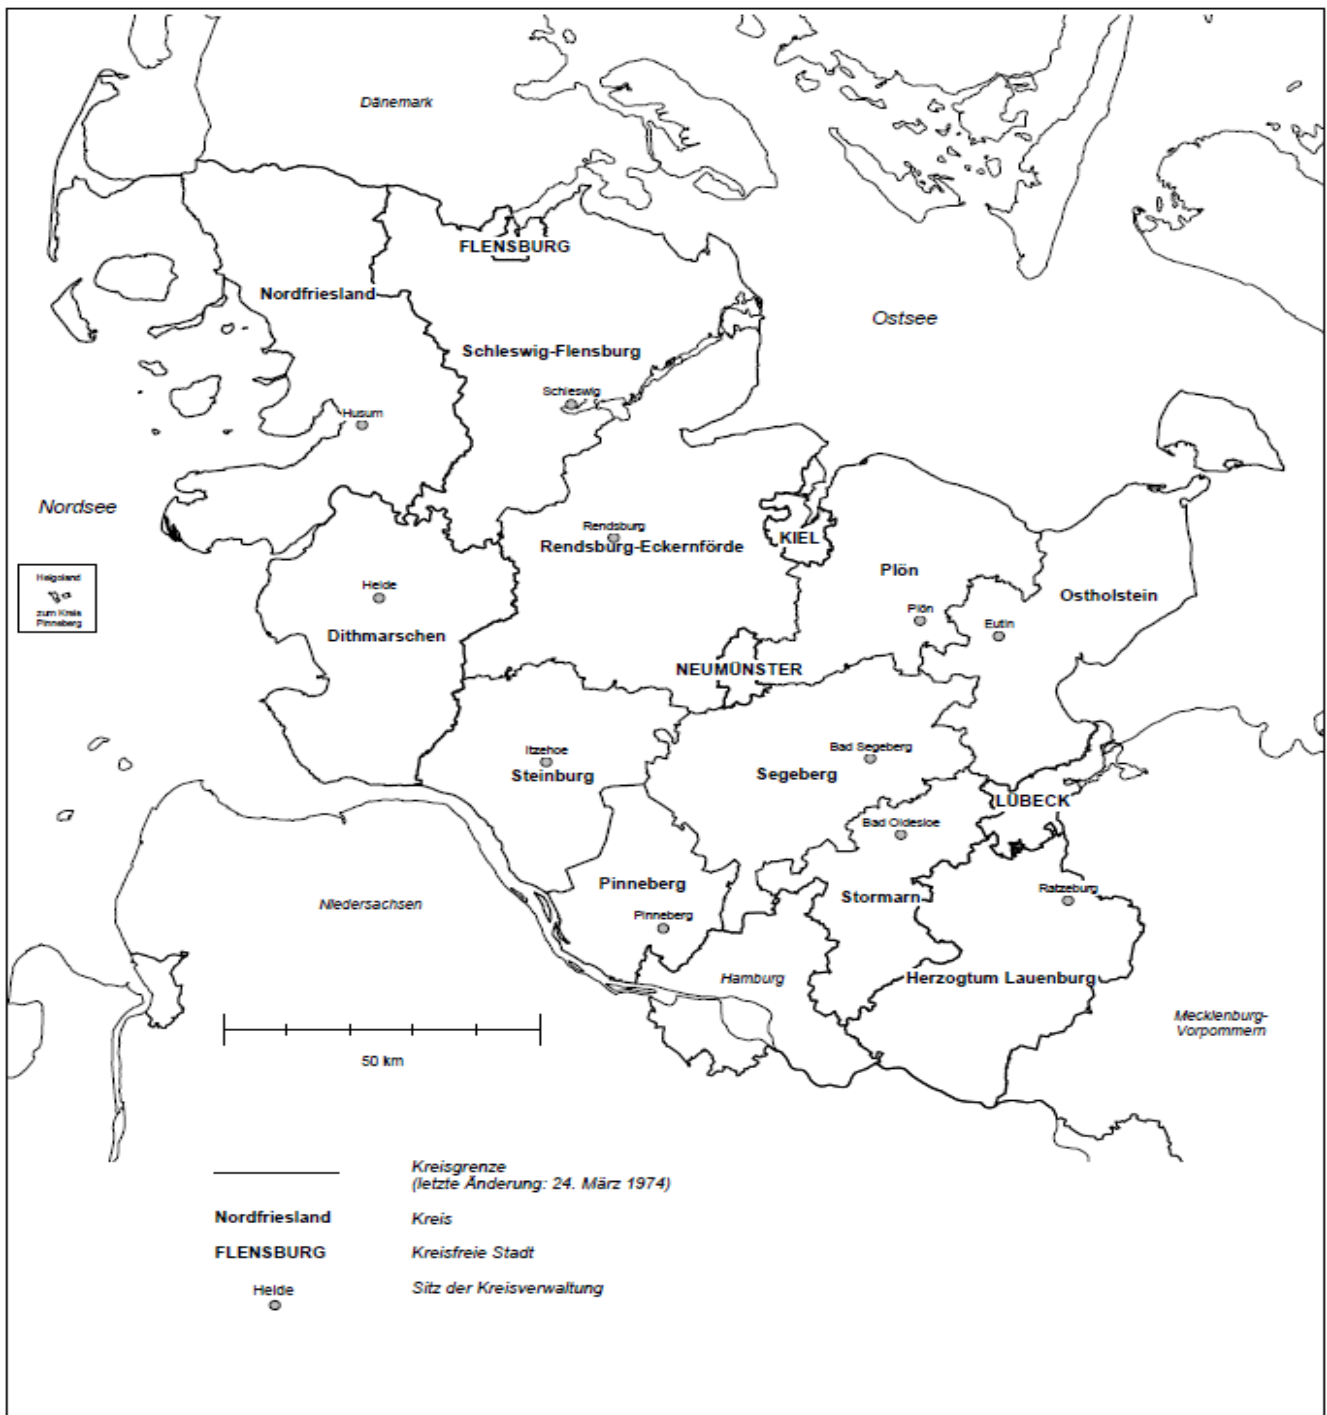 Dänemark
FLENSBURG
Nordfriesland
Ostsee
Schleswig-Flensburg
Schleswig
Husum
Nordsee
Rendsburg
Rendsburg-Eckernförde
KIEL
Plön
Helgoland
zum Kreis
Pinneberg
Heide
Ostholstein
Plön
Eutin
Dithmarschen
NEUMÜNSTER
Itzehoe
Steinburg
Bad Segeberg
Segeberg
LÜBECK
Bad Oldesloe
Pinneberg
Stormarn
Ratzeburg
Niedersachsen
Pinneberg
Hamburg
Herzogtum Lauenburg
Mecklenburg-
Vorpommern
50 km
Kreisgrenze
(letzte Änderung: 24. März 1974)
Nordfriesland Kreis
FLENSBURG Kreisfreie Stadt
Heide Sitz der Kreisverwaltung